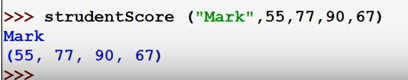 >>> strudentScore ("Mark",55,77,90,67)
Mark
(55, 77, 90, 67)
>>>